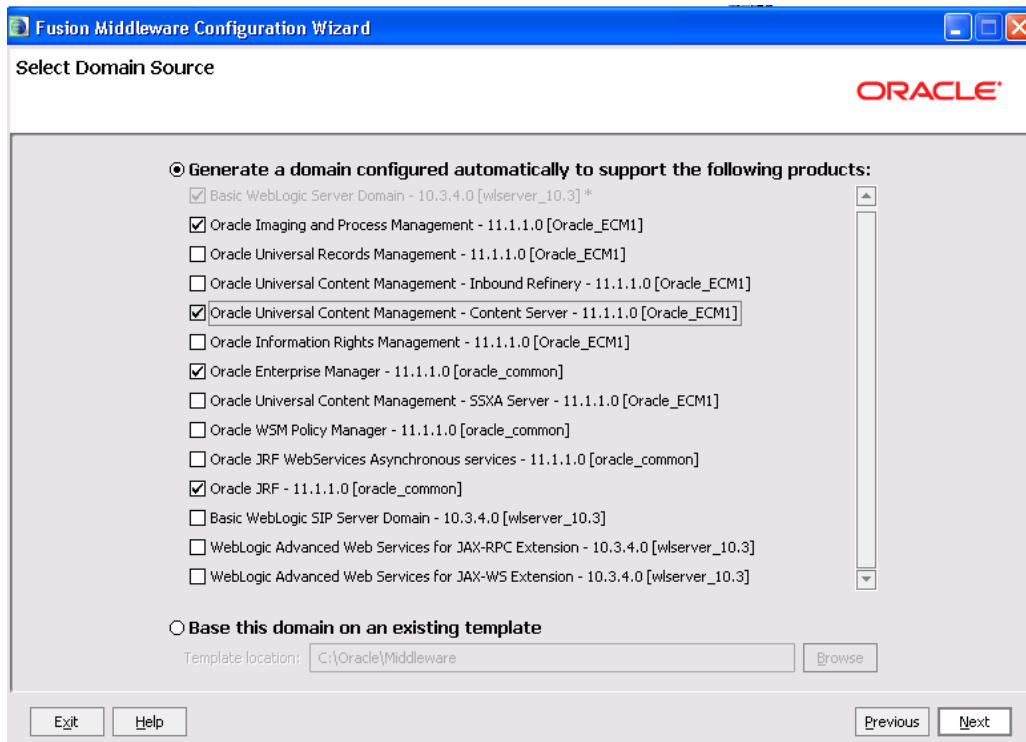 Fusion Middleware Configuration Wizard
Select Domain Source
ORACLE
Generate a domain configured automatically to support the following products:
Basic WebLogic Server Domain - 10.3.4.0 [wlserver_10.3] *
Oracle Imaging and Process Management - 11.1.1.0 [Oracle_ECM1]
Oracle Universal Records Management - 11.1.1.0 [Oracle_ECM1]
Oracle Universal Content Management - Inbound Refinery - 11.1.1.0 [Oracle_ECM1]
Oracle Universal Content Management - Content Server - 11.1.1.0 [Oracle_ECM1]
Oracle Information Rights Management - 11.1.1.0 [Oracle_ECM1]
Oracle Enterprise Manager - 11.1.1.0 [oracle_common]
Oracle Universal Content Management - SSXA Server - 11.1.1.0 [Oracle_ECM1]
Oracle WSM Policy Manager - 11.1.1.0 [oracle_common]
Oracle JRF WebServices Asynchronous services - 11.1.1.0 [oracle_common]
Oracle JRF - 11.1.1.0 [oracle_common]
Basic WebLogic SIP Server Domain - 10.3.4.0 [wlserver_10.3]
WebLogic Advanced Web Services for JAX-RPC Extension - 10.3.4.0 [wlserver_10.3]
WebLogic Advanced Web Services for JAX-WS Extension - 10.3.4.0 [wlserver_10.3]
Base this domain on an existing template
Template location: C:\Oracle\Middleware Browse
Exit Help Previous Next